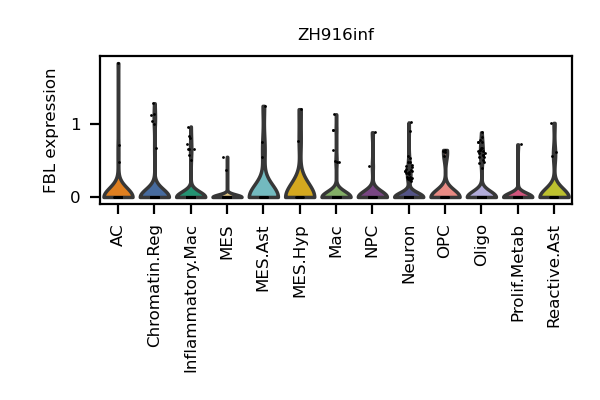 ZH916inf
FBL expression
1
0
AC
Chromatin.Reg
Inflammatory.Mac
MES
MES.Ast
MES.Hyp
Mac
NPC
Neuron
OPC
Oligo
Prolif.Metab
Reactive.Ast